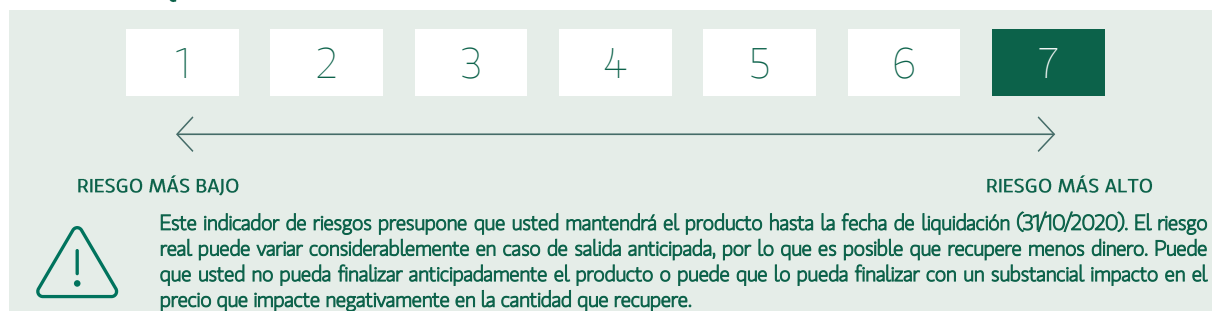 1 2 3 4 5 6 7
RIESGO MÁS BAJO RIESGO MÁS ALTO
Este indicador de riesgos presupone que usted mantendrá el producto hasta la fecha de liquidación (31/10/2020). El riesgo
real puede variar considerablemente en caso de salida anticipada, por lo que es posible que recupere menos dinero. Puede
que usted no pueda finalizar anticipadamente el producto o puede que lo pueda finalizar con un substancial impacto en el
precio que impacte negativamente en la cantidad que recupere.